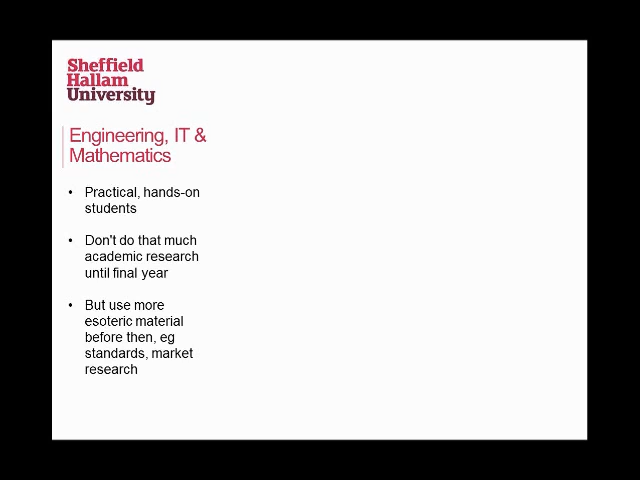 Sheffield
Hallam
University
Engineering, IT &
Mathematics
• Practical, hands-on
students
• Don't do that much
academic research
until final year
• But use more
esoteric material
before then, eg
standards, market
research